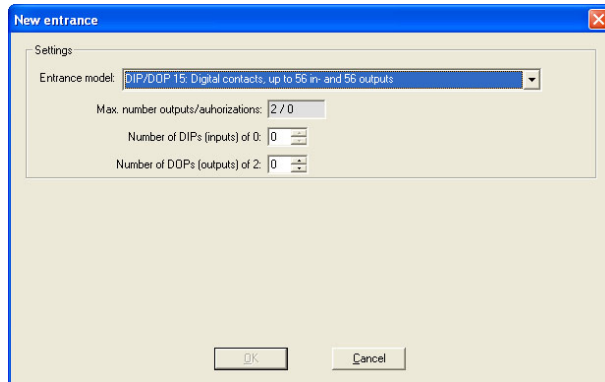 New entrance
Settings
Entrance model: DIP/DOP 15: Digital contacts, up to 56 in- and 56 outputs
Max. number outputs/auhorizations: 2 / 0
Number of DIPs (inputs) of 0: 0
Number of DOPs (outputs) of 2: 0
OK Cancel